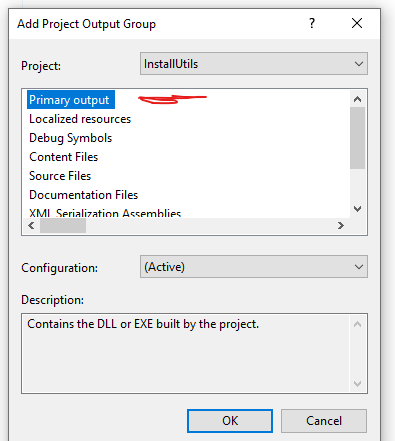 Add Project Output Group
?
Project:
InstallUtils
Primary output
Localized resources
Debug Symbols
Content Files
Source Files
Documentation Files
XML Serialization Assemblies
Configuration:
(Active)
Description:
Contains the DLL or EXE built by the project.
OK
Cancel